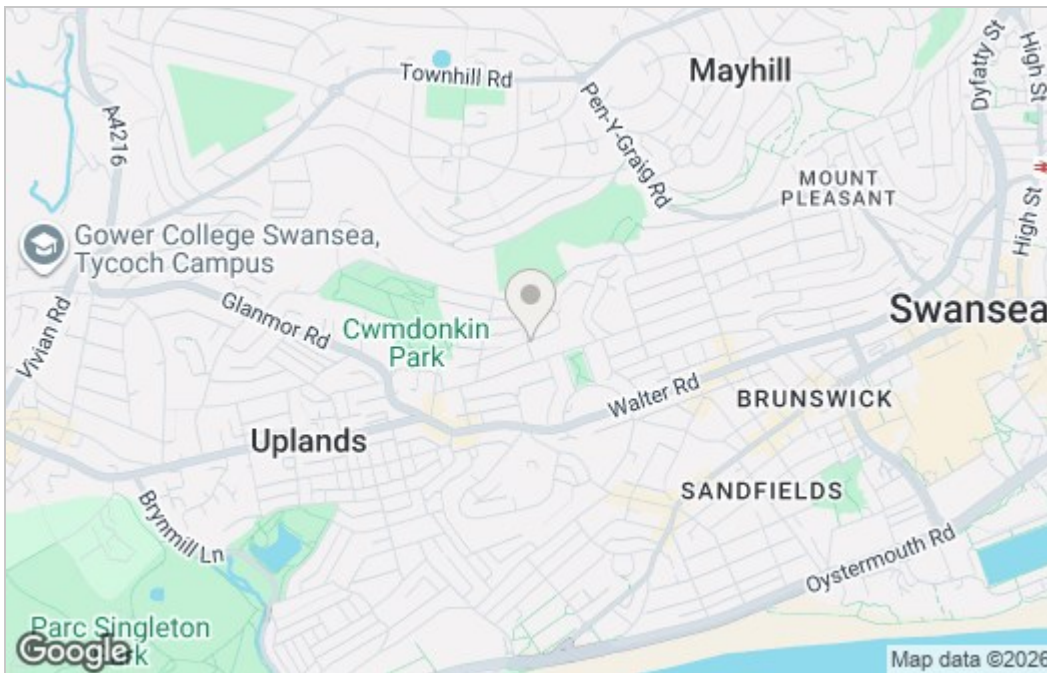 Townhill Rd
Mayhill
Dyfatty St
High St
A4216
Pen-Y-Graig Rd
MOUNT
PLEASANT
High St
Gower College Swansea,
Tycoch Campus
Vivian Rd
Glanmor Rd
Cwmdonkin
Park
Swansea
Walter Rd
BRUNSWICK
Uplands
SANDFIELDS
Brynmill Ln
Oystermouth Rd
Parc Singleton
Google
Map data ©2026